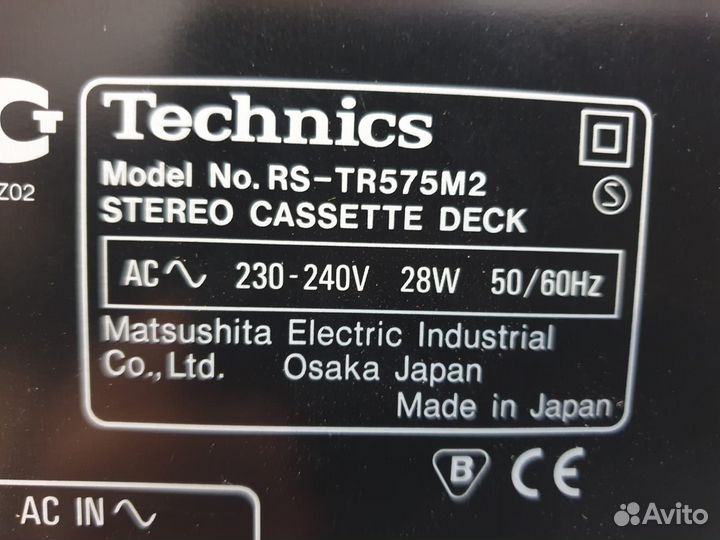 G
Z02
Technics
Model No. RS-TR575M2
STEREO CASSETTE DECK
S
AC 230-240V 28W 50/60Hz
Matsushita Electric Industrial
Co.,Ltd. Osaka Japan
Made in Japan
B CE
AC IN
Avito